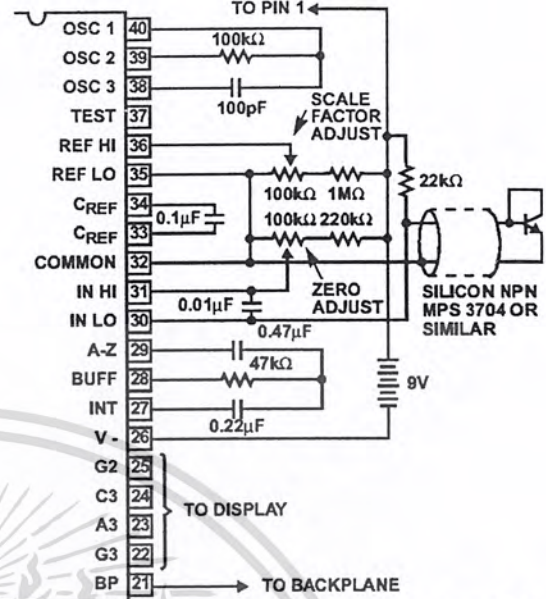 TO PIN 1
OSC 1 40
100kΩ
OSC 2 39
OSC 3 38
100pF
SCALE
FACTOR
ADJUST
TEST 37
REF HI 36
REF LO 35
100kΩ 1MΩ
22kΩ
CREF 34
0.1µF
100kΩ 220kΩ
CREF 33
COMMON 32
IN HI 31
0.01µF
ZERO
ADJUST
SILICON NPN
MPS 3704 OR
SIMILAR
IN LO 30
0.47µF
A-Z 29
47kΩ
BUFF 28
9V
INT 27
0.22µF
V - 26
G2 25
C3 24
TO DISPLAY
A3 23
G3 22
BP 21
TO BACKPLANE